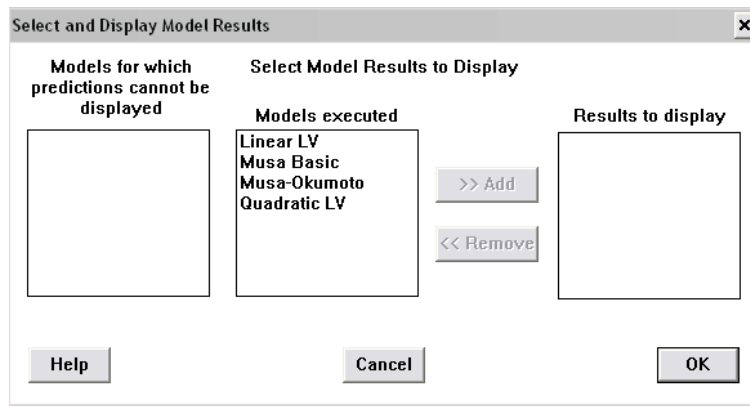 Select and Display Model Results
Models for which
predictions cannot be
displayed
Select Model Results to Display
Models executed
Results to display
Linear LV
Musa Basic
Musa-Okumoto
Quadratic LV
>> Add
<< Remove
Help
Cancel
OK